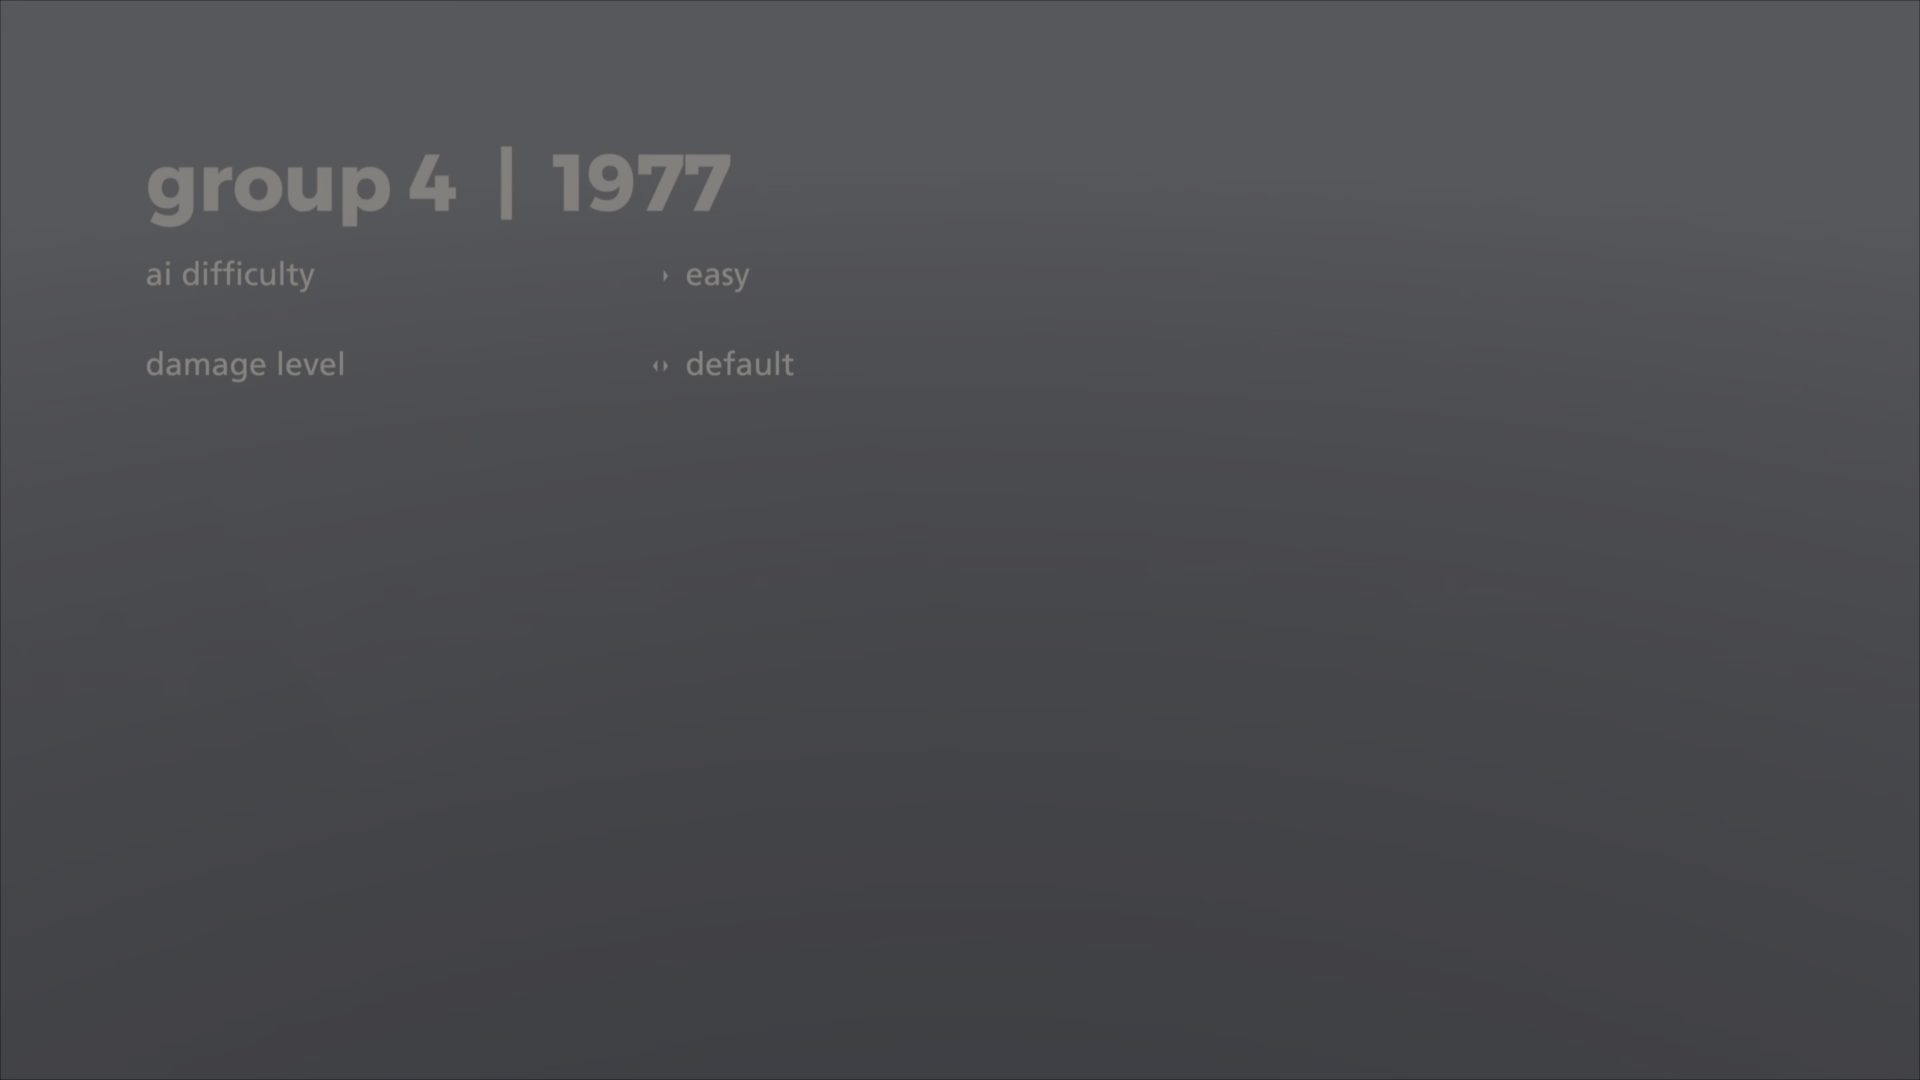 group 4 | 1977
ai difficulty easy
damage level default